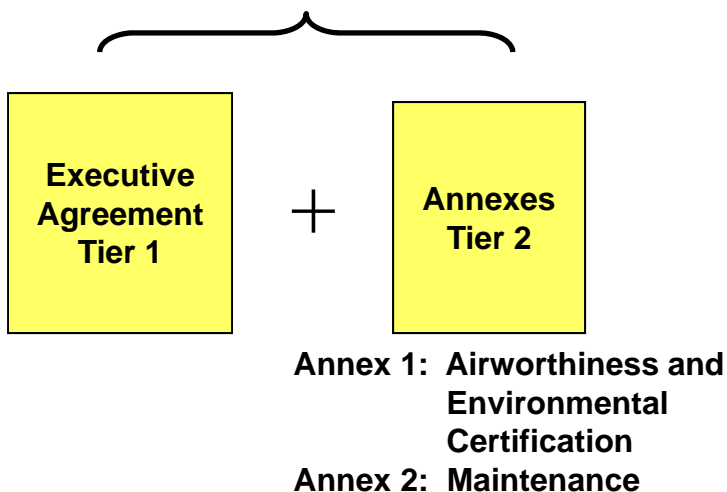 Executive
Agreement
Tier 1
+
Annexes
Tier 2
Annex 1: Airworthiness and
Environmental
Certification
Annex 2: Maintenance